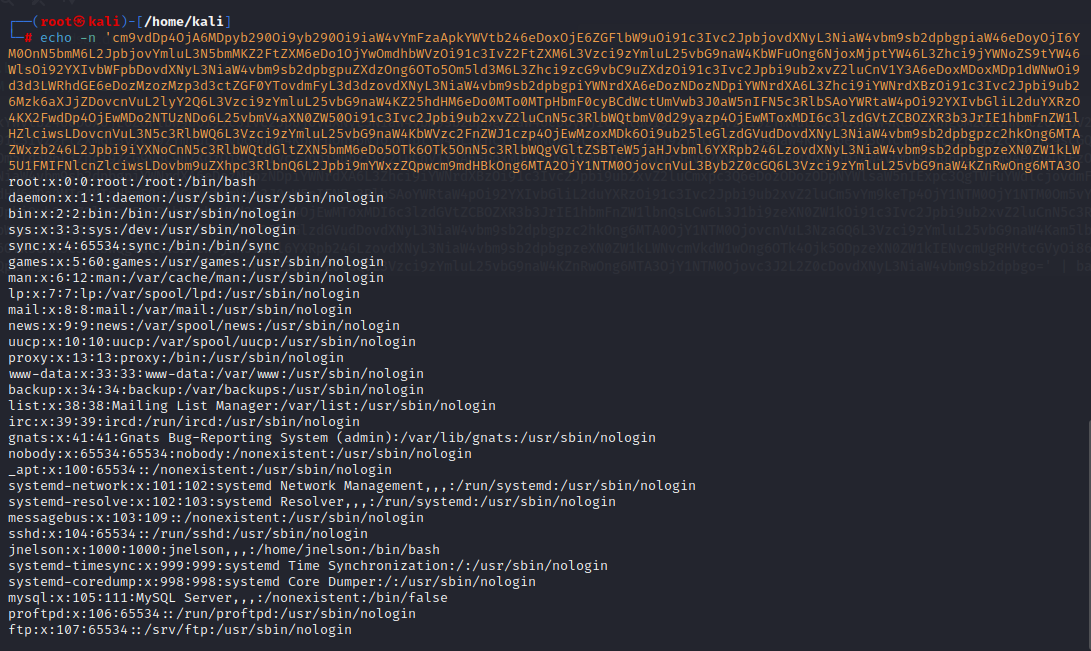 ┌──(root㉿kali)-[/home/kali]
└─# echo -n 'cm9vdDp4OjA6MDpyb290Oi9yb290Oi9iaW4vYmFzaApkYWVtb246eDoxOjE6ZGFlbW9uOi91c3Ivc2JpbjovdXNyL3NiaW4vbm9sb2dpbgpiaW46eDoyOjI6Y
M0OnN5bmM6L2JpbjovYmluL3N5bmMKZ2FtZXM6eDo1OjYwOmdhbWVzOi91c3IvZ2FtZXM6L3Vzci9zYmluL25vbG9naW4KbWFuOng6NjoxMjptYW46L3Zhci9jYWNoZS9tYW46
WlsOi92YXIvbWFpbDovdXNyL3NiaW4vbm9sb2dpbgpuZXdzOng6OTo5Om5ld3M6L3Zhci9zcG9vbC9uZXdzOi91c3Ivc2Jpbi9ub2xvZ2luCnV1Y3A6eDoxMDoxMDp1dWNwOi9
d3d3LWRhdGE6eDozMzozMzp3d3ctZGF0YTovdmFyL3d3dzovdXNyL3NiaW4vbm9sb2dpbgpiYWNrdXA6eDozNDozNDpiYWNrdXA6L3Zhci9iYWNrdXBzOi91c3Ivc2Jpbi9ub2
6Mzk6aXJjZDovcnVuL2lyY2Q6L3Vzci9zYmluL25vbG9naW4KZ25hdHM6eDo0MTo0MTpHbmF0cyBCdWctUmVwb3J0aW5nIFN5c3RlbSAoYWRtaW4pOi92YXIvbGliL2duYXRzO
4KX2FwdDp4OjEwMDo2NTUzNDo6L25vbmV4aXN0ZW50Oi91c3Ivc2Jpbi9ub2xvZ2luCnN5c3RlbWQtbmV0d29yazp4OjEwMToxMDI6c3lzdGVtZCBOZXR3b3JrIE1hbmFnZW1l
HZlciwsLDovcnVuL3N5c3RlbWQ6L3Vzci9zYmluL25vbG9naW4KbWVzc2FnZWJ1czp4OjEwMzoxMDk6Oi9ub25leGlzdGVudDovdXNyL3NiaW4vbm9sb2dpbgpzc2hkOng6MTA
ZWxzb246L2Jpbi9iYXNoCnN5c3RlbWQtdGltZXN5bmM6eDo5OTk6OTk5OnN5c3RlbWQgVGltZSBTeW5jaHJvbml6YXRpb246LzovdXNyL3NiaW4vbm9sb2dpbgpzeXN0ZW1kLW
5U1FMIFNlcnZlciwsLDovbm9uZXhpc3RlbnQ6L2Jpbi9mYWxzZQpwcm9mdHBkOng6MTA2OjY1NTM0OjovcnVuL3Byb2Z0cGQ6L3Vzci9zYmluL25vbG9naW4KZnRwOng6MTA3O
root:x:0:0:root:/root:/bin/bash
daemon:x:1:1:daemon:/usr/sbin:/usr/sbin/nologin
bin:x:2:2:bin:/bin:/usr/sbin/nologin
sys:x:3:3:sys:/dev:/usr/sbin/nologin
sync:x:4:65534:sync:/bin:/bin/sync
games:x:5:60:games:/usr/games:/usr/sbin/nologin
man:x:6:12:man:/var/cache/man:/usr/sbin/nologin
lp:x:7:7:lp:/var/spool/lpd:/usr/sbin/nologin
mail:x:8:8:mail:/var/mail:/usr/sbin/nologin
news:x:9:9:news:/var/spool/news:/usr/sbin/nologin
uucp:x:10:10:uucp:/var/spool/uucp:/usr/sbin/nologin
proxy:x:13:13:proxy:/bin:/usr/sbin/nologin
www-data:x:33:33:www-data:/var/www:/usr/sbin/nologin
backup:x:34:34:backup:/var/backups:/usr/sbin/nologin
list:x:38:38:Mailing List Manager:/var/list:/usr/sbin/nologin
irc:x:39:39:ircd:/run/ircd:/usr/sbin/nologin
gnats:x:41:41:Gnats Bug-Reporting System (admin):/var/lib/gnats:/usr/sbin/nologin
nobody:x:65534:65534:nobody:/nonexistent:/usr/sbin/nologin
_apt:x:100:65534::/nonexistent:/usr/sbin/nologin
systemd-network:x:101:102:systemd Network Management,,,:/run/systemd:/usr/sbin/nologin
systemd-resolve:x:102:103:systemd Resolver,,,:/run/systemd:/usr/sbin/nologin
messagebus:x:103:109::/nonexistent:/usr/sbin/nologin
sshd:x:104:65534::/run/sshd:/usr/sbin/nologin
jnelson:x:1000:1000:jnelson,,,:/home/jnelson:/bin/bash
systemd-timesync:x:999:999:systemd Time Synchronization:/:/usr/sbin/nologin
systemd-coredump:x:998:998:systemd Core Dumper:/:/usr/sbin/nologin
mysql:x:105:111:MySQL Server,,,:/nonexistent:/bin/false
proftpd:x:106:65534::/run/proftpd:/usr/sbin/nologin
ftp:x:107:65534::/srv/ftp:/usr/sbin/nologin